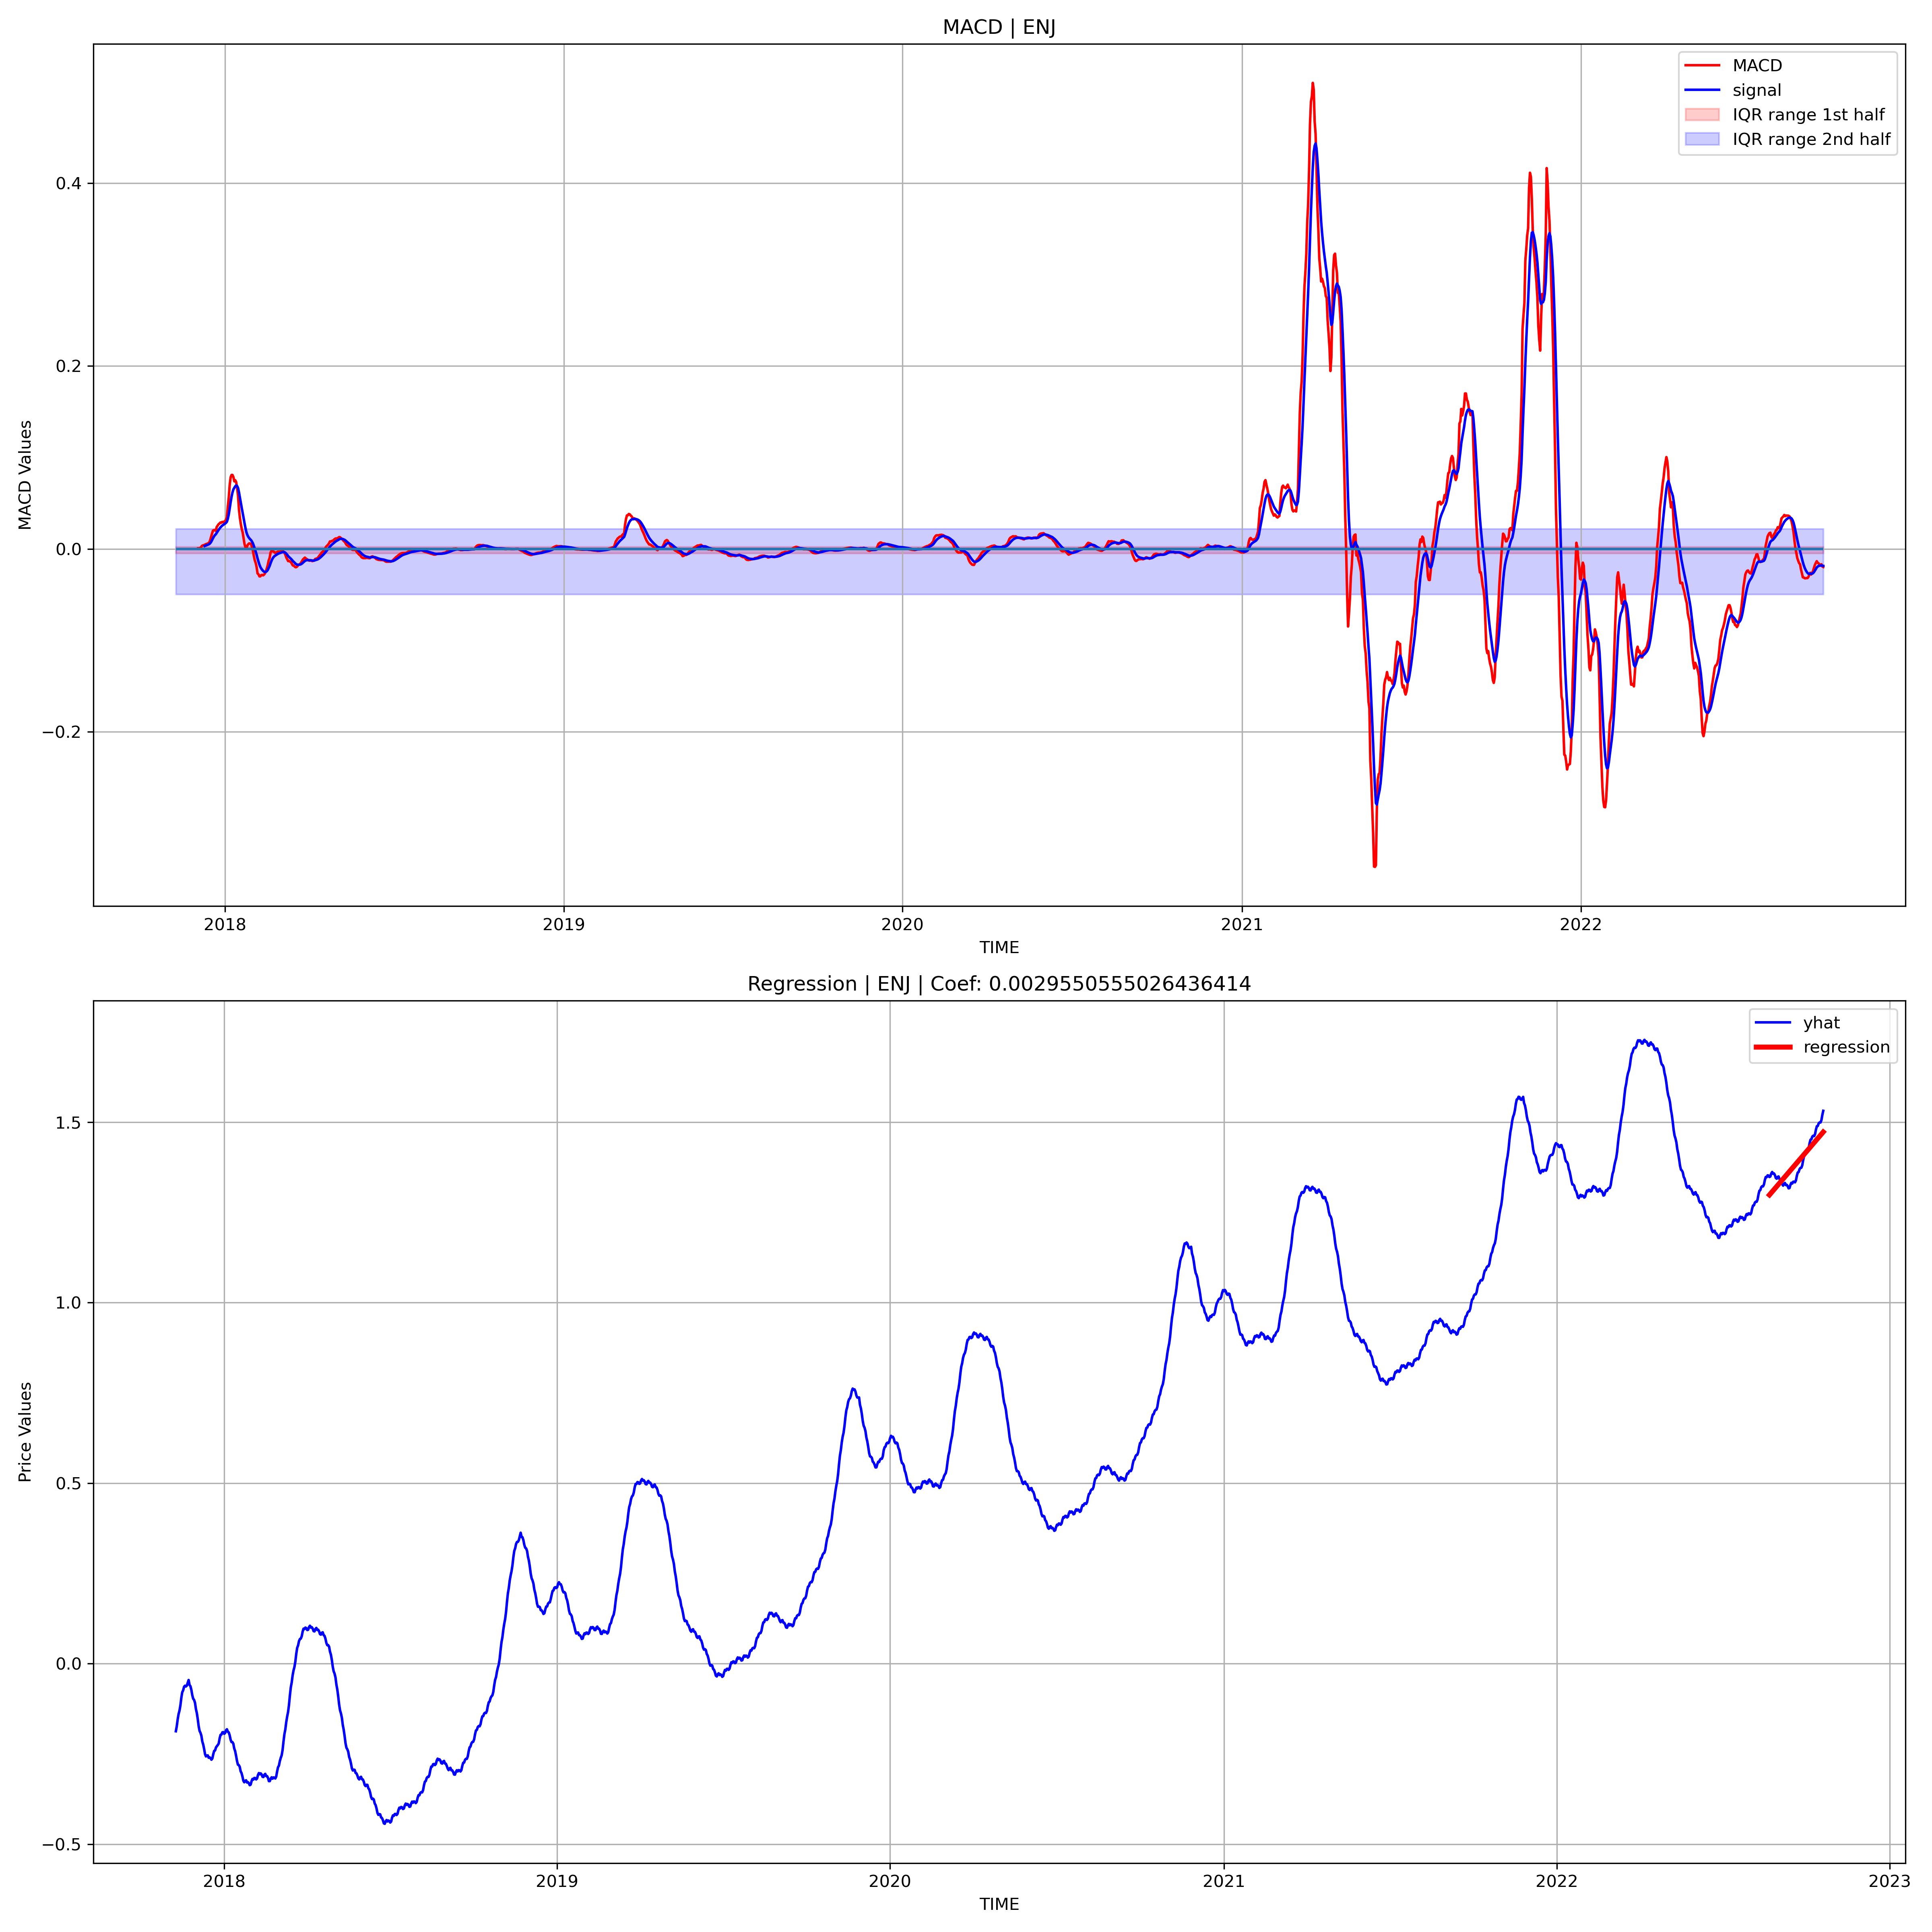 MACD | ENJ
MACD
signal
IQR range 1st half
IQR range 2nd half
MACD Values
0.4
0.2
0.0
−0.2
2018 2019 2020 2021 2022
TIME
Regression | ENJ | Coef: 0.0029550555026436414
yhat
regression
Price Values
1.5
1.0
0.5
0.0
−0.5
2018 2019 2020 2021 2022 2023
TIME